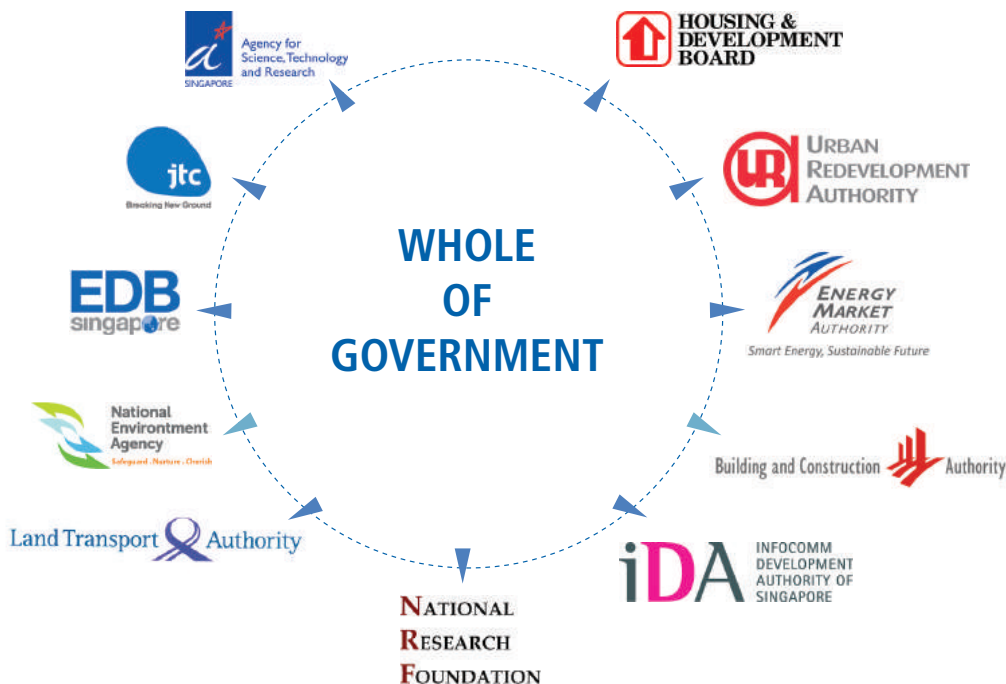 a
SINGAPORE
Agency for
Science, Technology
and Research
HOUSING &
DEVELOPMENT
BOARD
jtc
Breaking New Ground
UR
URBAN
REDEVELOPMENT
AUTHORITY
WHOLE
OF
GOVERNMENT
EDB
singapore
ENERGY
MARKET
AUTHORITY
Smart Energy, Sustainable Future
National
Environtment
Agency
Safeguard . Nurture . Cherish
Building and Construction Authority
Land Transport Authority
iDA
INFOCOMM
DEVELOPMENT
AUTHORITY OF
SINGAPORE
NATIONAL
RESEARCH
FOUNDATION